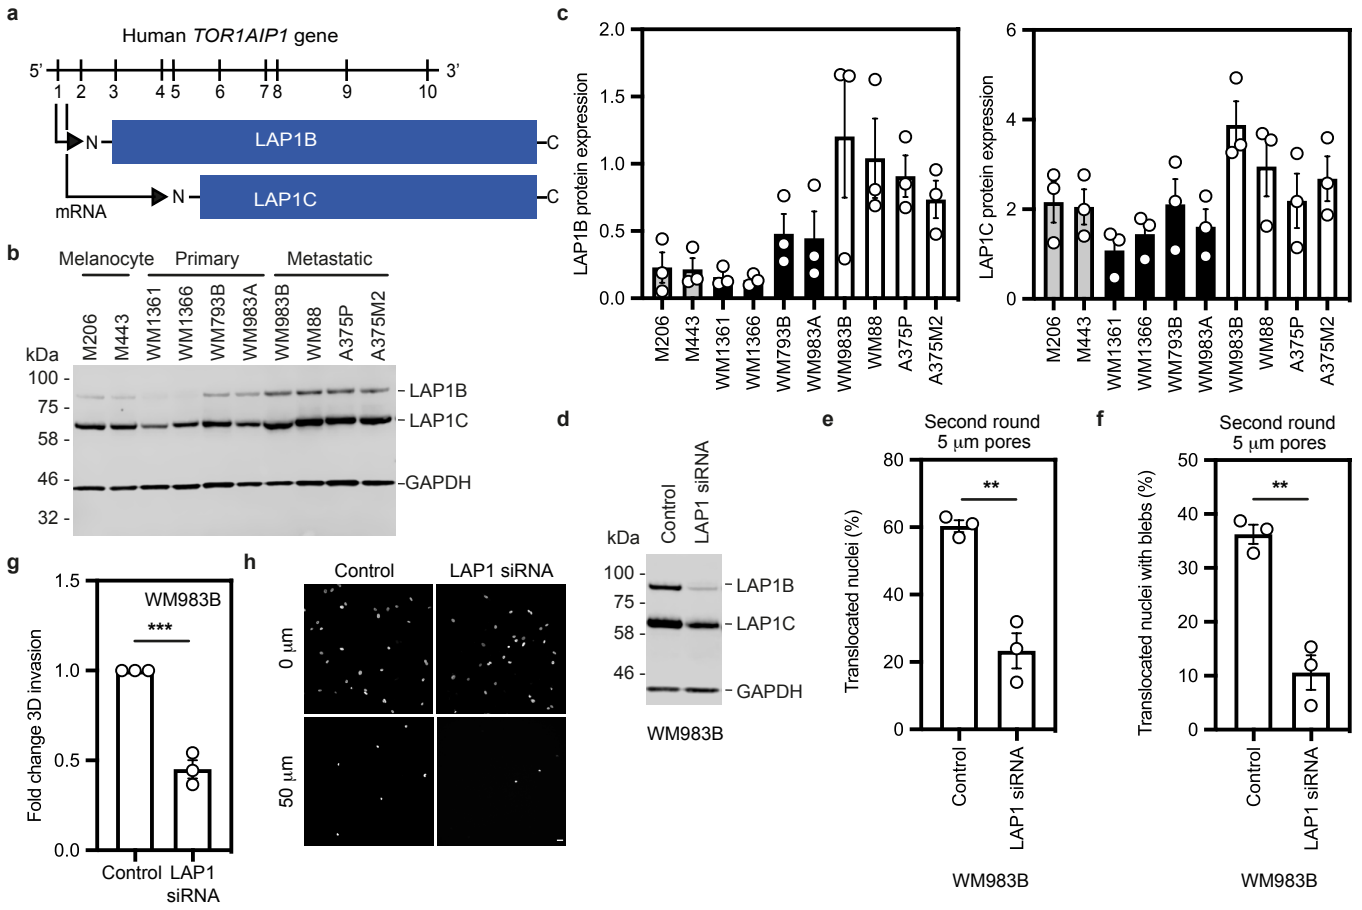 a
Human TOR1AIP1 gene
5’
3’
1 2 3 4 5 6 7 8 9 10
N
LAP1B
C
N
LAP1C
C
mRNA
b
Melanocyte Primary Metastatic
M206 M443 WM1361 WM1366 WM793B WM983A WM983B WM88 A375P A375M2
kDa
100 -
75 -
58 -
46 -
32 -
LAP1B
LAP1C
GAPDH
c
LAP1B protein expression
2.0
1.5
1.0
0.5
0.0
M206 M443 WM1361 WM1366 WM793B WM983A WM983B WM88 A375P A375M2
LAP1C protein expression
6
4
2
0
M206 M443 WM1361 WM1366 WM793B WM983A WM983B WM88 A375P A375M2
d
Control LAP1 siRNA
kDa
100 -
75 -
58 -
46 -
LAP1B
LAP1C
GAPDH
WM983B
e
Second round
5 μm pores
Translocated nuclei (%)
80
60
40
20
0
**
Control LAP1 siRNA
WM983B
f
Second round
5 μm pores
Translocated nuclei with blebs (%)
50
40
30
20
10
0
**
Control LAP1 siRNA
WM983B
g
Fold change 3D invasion
1.5
1.0
0.5
0.0
WM983B
***
Control LAP1
siRNA
h
Control LAP1 siRNA
0 μm
50 μm